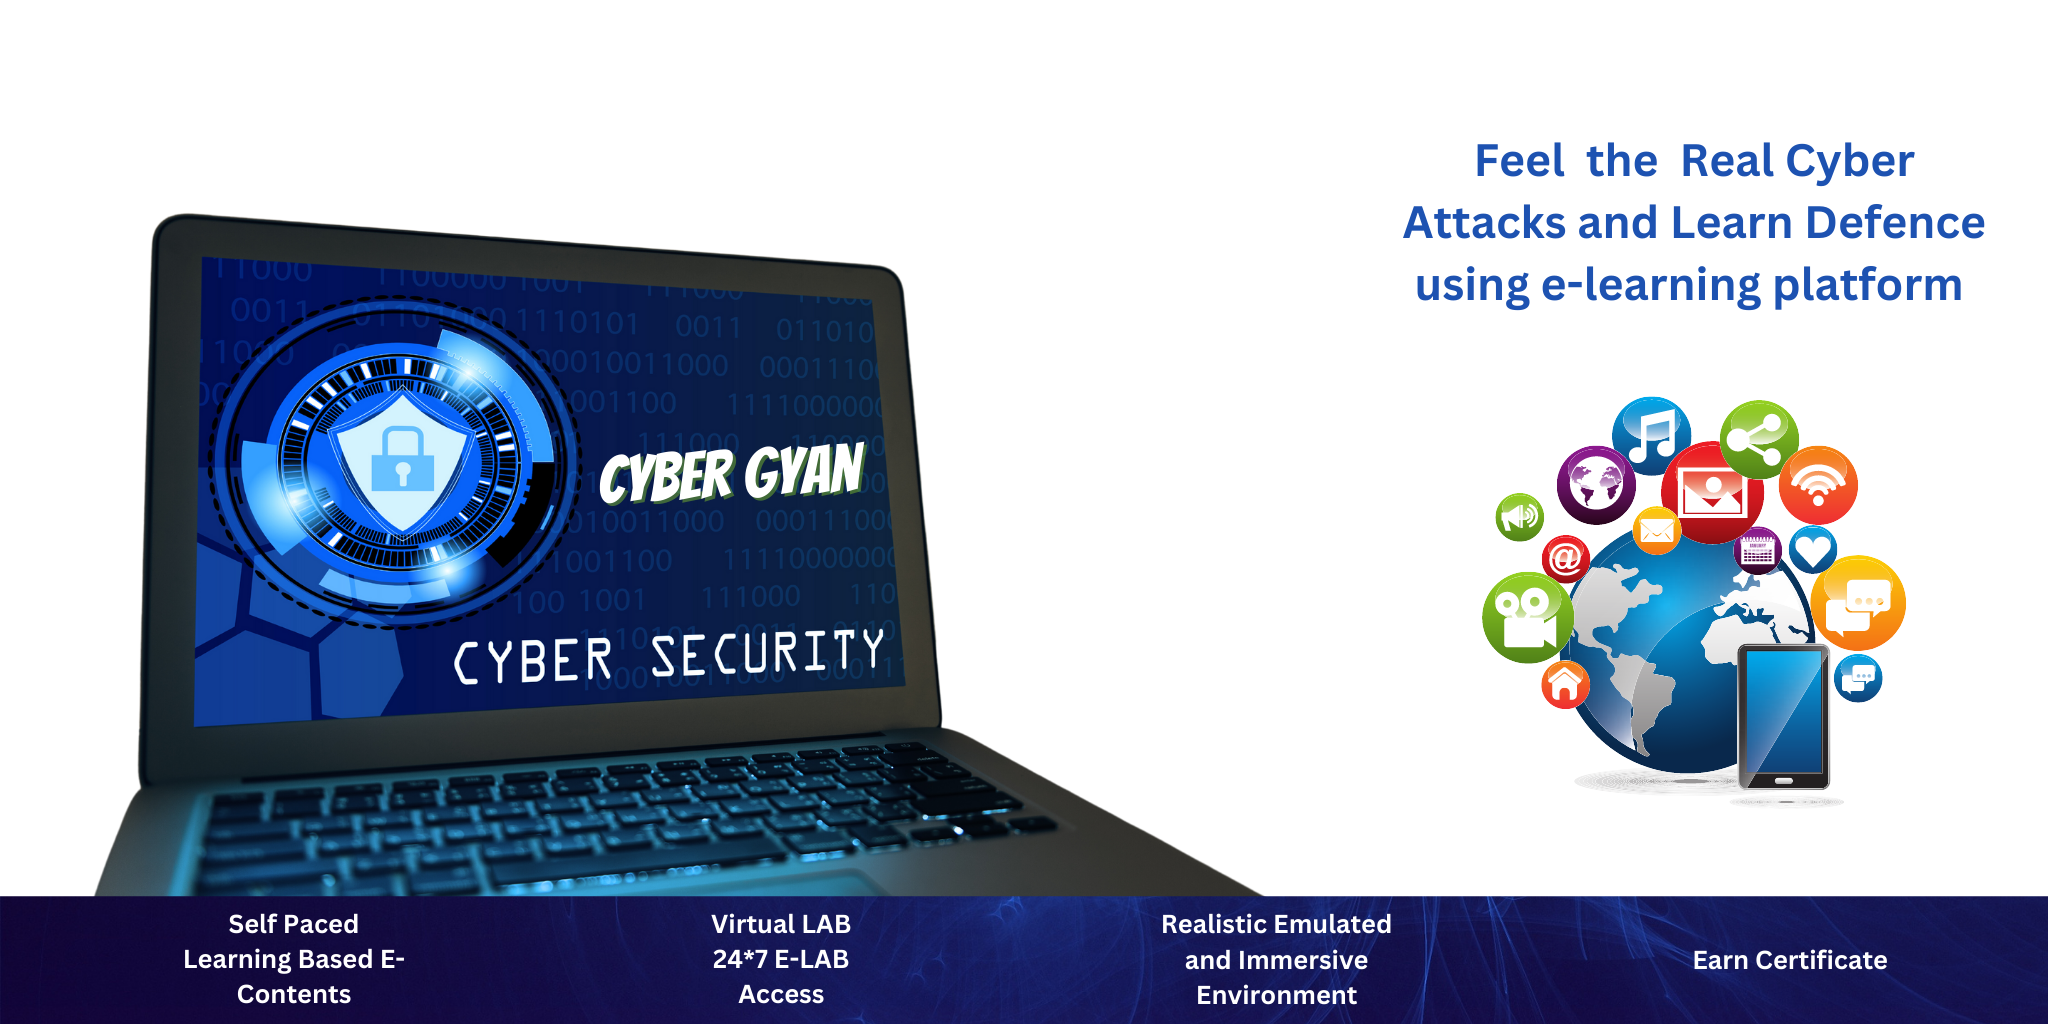 Feel the Real Cyber
Attacks and Learn Defence
using e-learning platform
CYBER GYAN
CYBER SECURITY
Self Paced
Learning Based E-
Contents
Virtual LAB
24*7 E-LAB
Access
Realistic Emulated
and Immersive
Environment
Earn Certificate